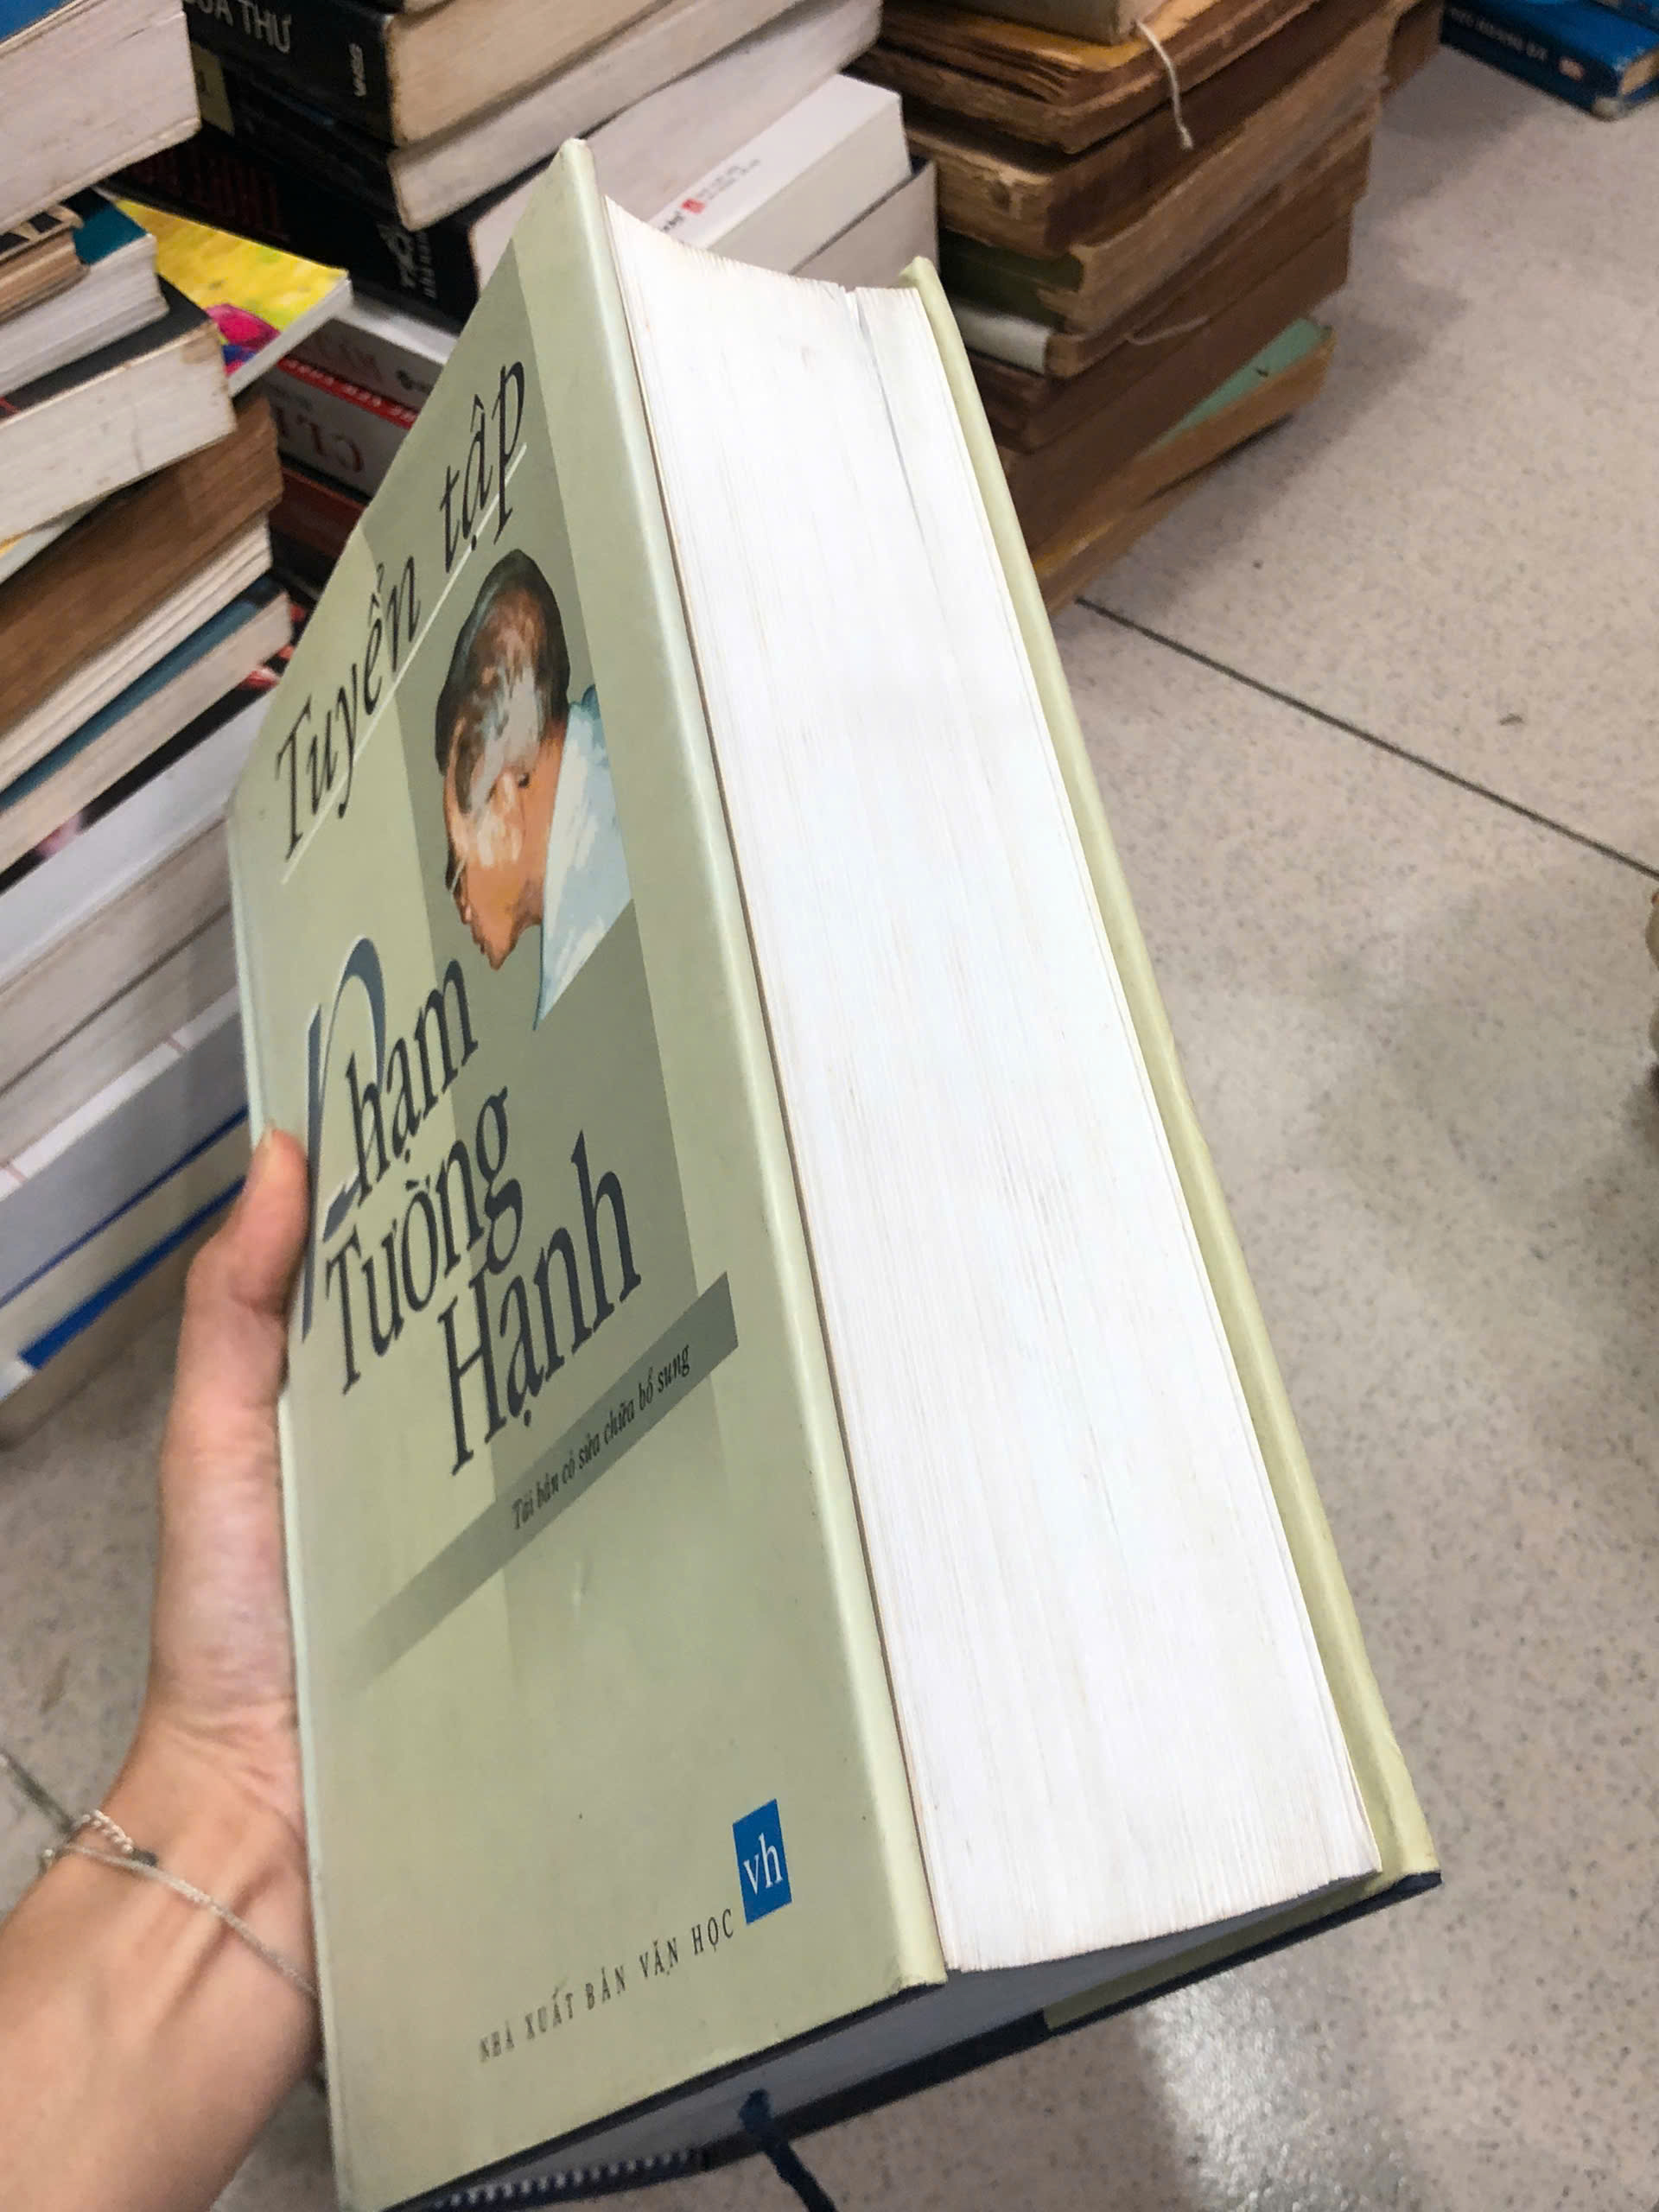 Tuyển tập
Phạm
Tường
Hạnh
Tái bản có sửa chữa bổ sung
vh
NHÀ XUẤT BẢN VĂN HỌC